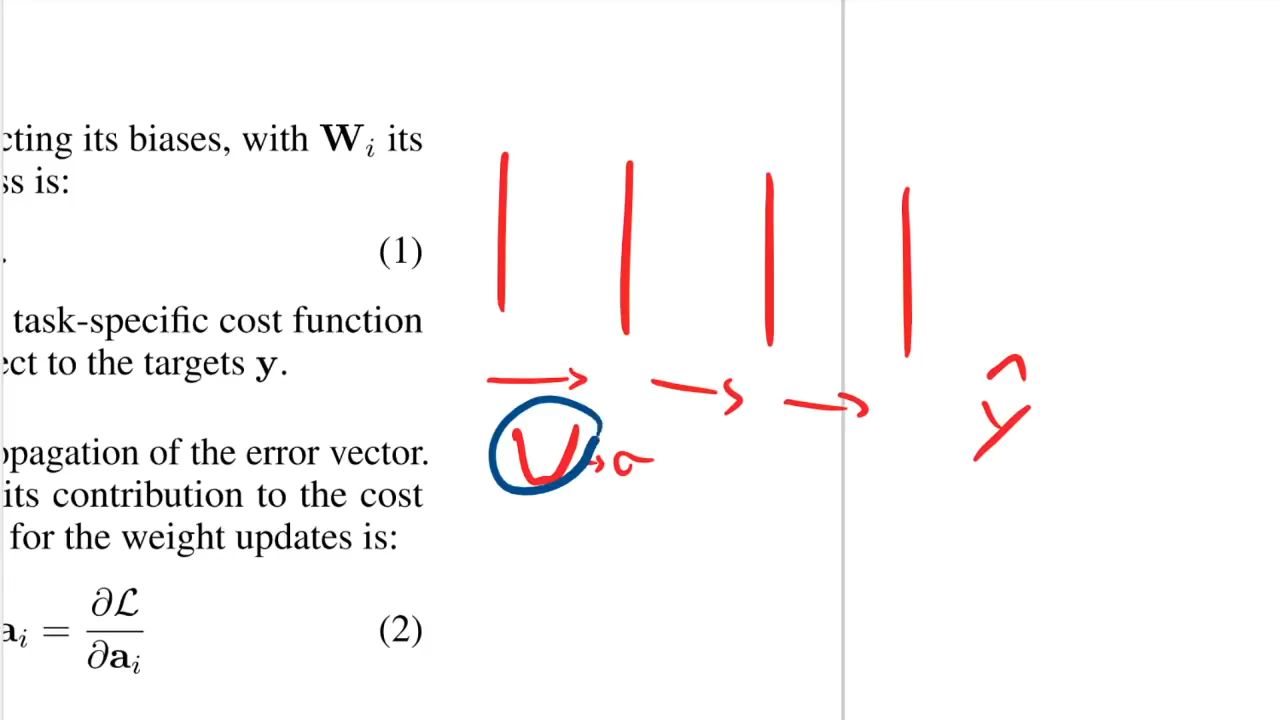 cting its biases, with W_i its
ss is:
. (1)
task-specific cost function
ect to the targets y.
opagation of the error vector.
its contribution to the cost
for the weight updates is:
a_i = ∂ℒ/∂a_i (2)
ŷ
σ